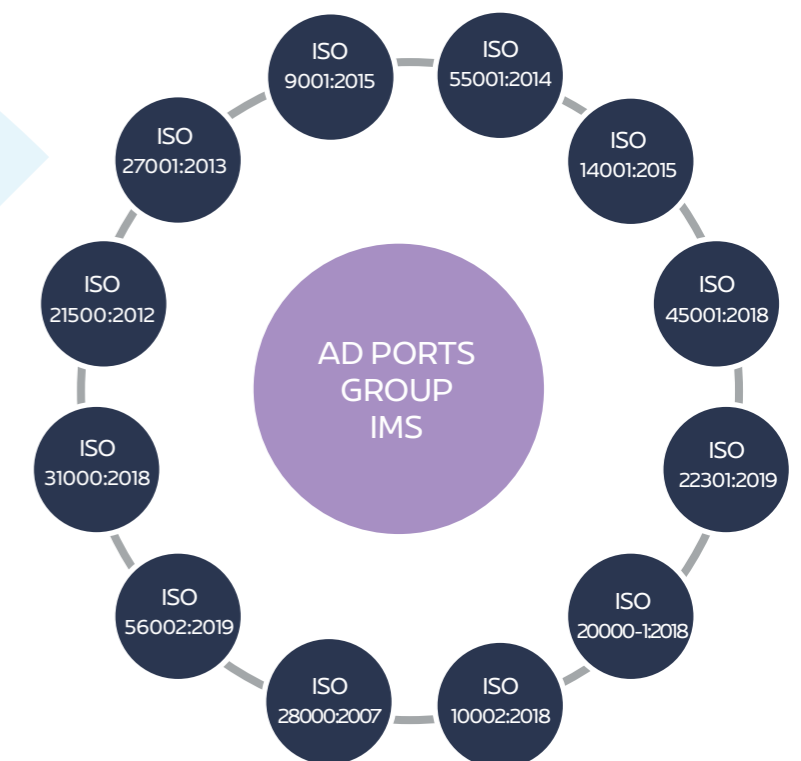 ISO
9001:2015
ISO
55001:2014
ISO
27001:2013
ISO
14001:2015
ISO
21500:2012
ISO
45001:2018
AD PORTS
GROUP
IMS
ISO
31000:2018
ISO
22301:2019
ISO
56002:2019
ISO
20000-1:2018
ISO
28000:2007
ISO
10002:2018